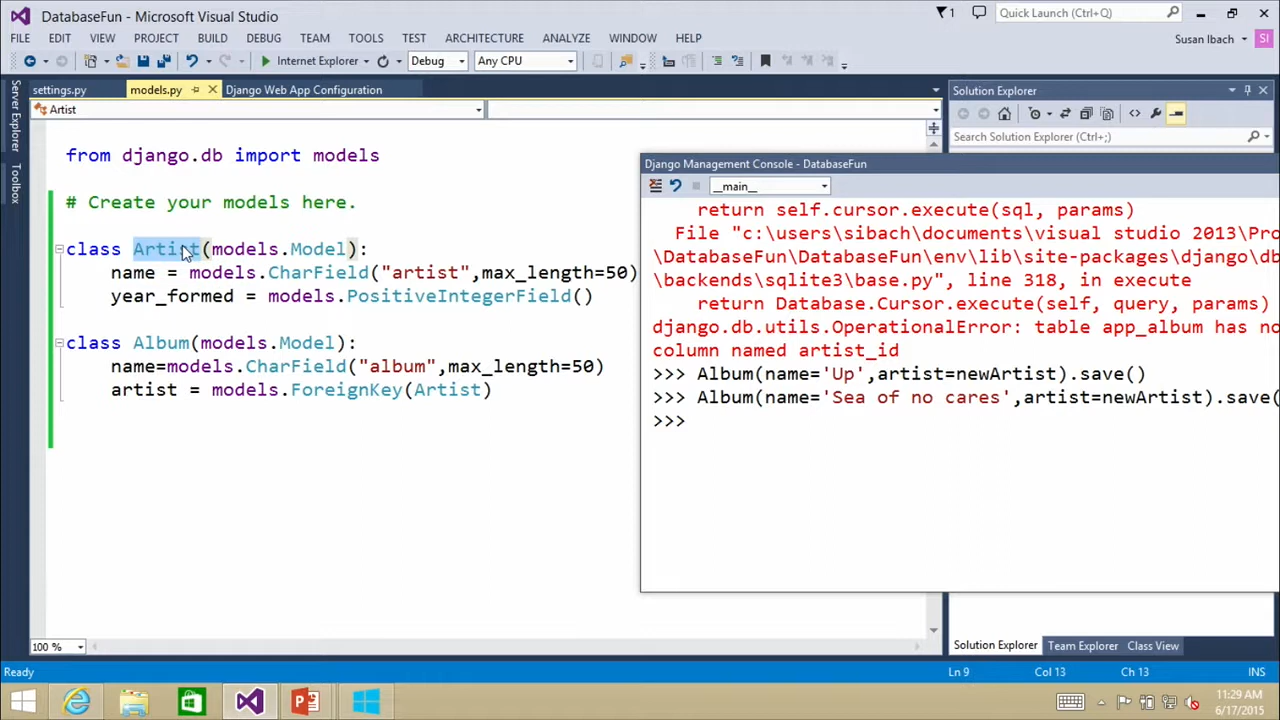 DatabaseFun - Microsoft Visual Studio
1
Quick Launch (Ctrl+Q)
FILE EDIT VIEW PROJECT BUILD DEBUG TEAM TOOLS TEST ARCHITECTURE ANALYZE WINDOW HELP
Susan Ibach SI
Internet Explorer Debug Any CPU
Server Explorer
Toolbox
settings.py models.py Django Web App Configuration
Artist
from django.db import models
# Create your models here.
class Artist(models.Model):
name = models.CharField("artist",max_length=50)
year_formed = models.PositiveIntegerField()
class Album(models.Model):
name=models.CharField("album",max_length=50)
artist = models.ForeignKey(Artist)
100 %
Solution Explorer
Search Solution Explorer (Ctrl+;)
Django Management Console - DatabaseFun
__main__
return self.cursor.execute(sql, params)
File "c:\users\sibach\documents\visual studio 2013\Pro
\DatabaseFun\DatabaseFun\env\lib\site-packages\django\db
\backends\sqlite3\base.py", line 318, in execute
return Database.Cursor.execute(self, query, params)
django.db.utils.OperationalError: table app_album has no
column named artist_id
>>> Album(name='Up',artist=newArtist).save()
>>> Album(name='Sea of no cares',artist=newArtist).save(
>>>
Solution Explorer Team Explorer Class View
Ready Ln 9 Col 13 Ch 13 INS
11:29 AM
6/17/2015